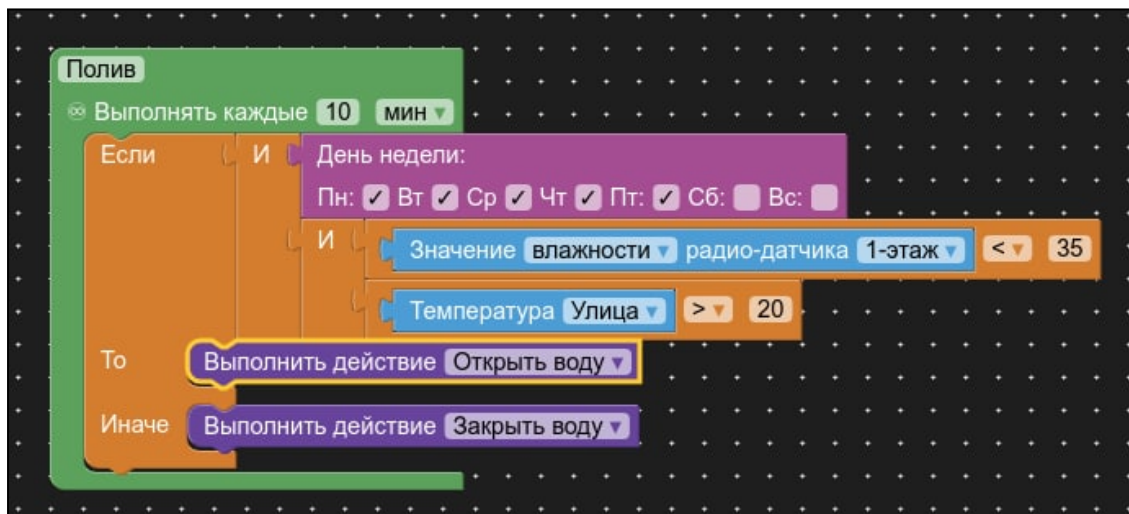 Полив
Выполнять каждые 10 мин
Если И День недели:
Пн: ✓ Вт ✓ Ср ✓ Чт ✓ Пт: ✓ Сб: Вс:
И Значение влажности радио-датчика 1-этаж < 35
Температура Улица > 20
То Выполнить действие Открыть воду
Иначе Выполнить действие Закрыть воду